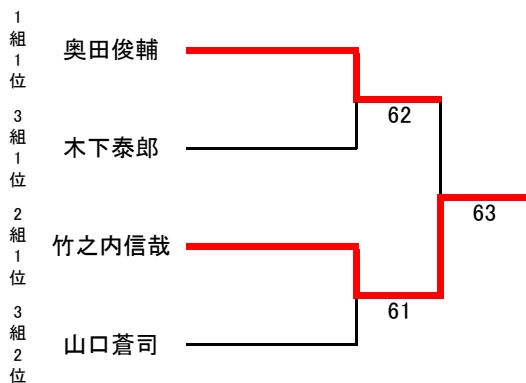 1組1位
奥田俊輔
62
3組1位
木下泰郎
63
2組1位
竹之内信哉
61
3組2位
山口蒼司